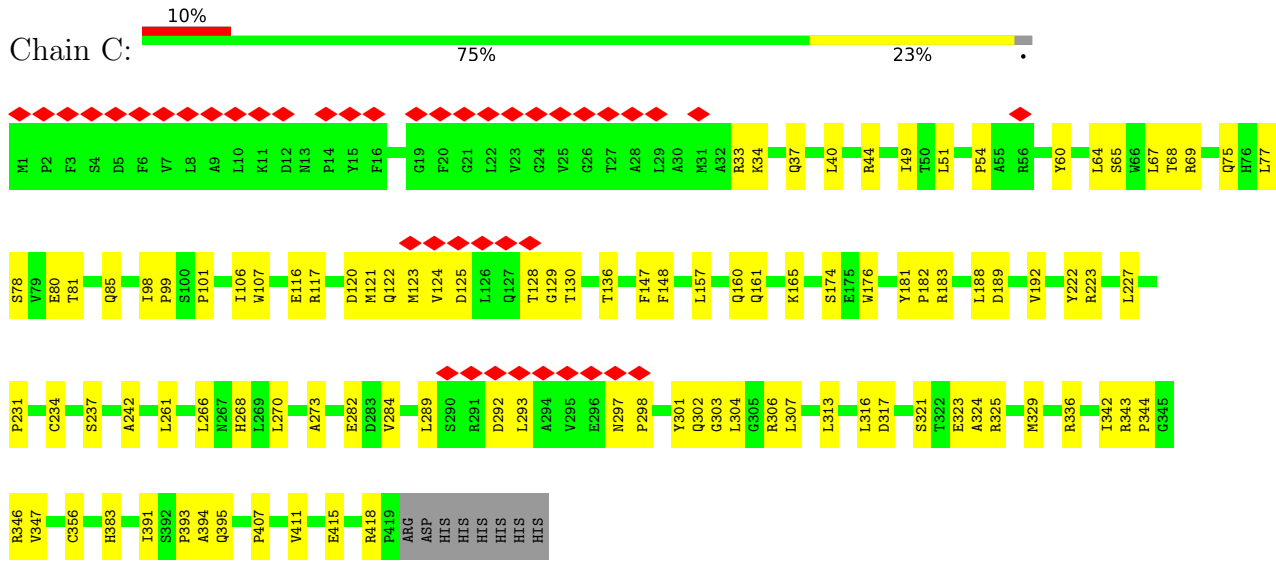 10%
Chain C:
75% 23% •
M1 P2 F3 S4 D5 F6 V7 L8 A9 L10 K11 D12 N13 P14 Y15 F16 G19 F20 G21 L22 V23 G24 V25 G26 T27 A28 L29 A30 M31 A32 R33 K34 Q37 L40 R44 I49 T50 L51 P54 A55 R56 Y60 L64 S65 W66 L67 T68 R69 Q75 H76 L77
S78 V79 E80 T81 Q85 I98 P99 S100 P101 I106 W107 E116 R117 D120 M121 Q122 M123 V124 D125 L126 Q127 T128 G129 T130 T136 F147 F148 L157 Q160 Q161 K165 S174 E175 W176 Y181 P182 R183 L188 D189 V192 Y222 R223 L227
P231 C234 S237 A242 L261 L266 N267 H268 L269 L270 A273 E282 D283 V284 L289 S290 R291 D292 L293 A294 V295 E296 N297 P298 Y301 Q302 G303 L304 G305 R306 L307 L313 L316 D317 S321 T322 E323 A324 R325 M329 R336 I342 R343 P344 G345
R346 V347 C356 H383 I391 S392 P393 A394 Q395 P407 V411 E415 R418 P419 ARG ASP HIS HIS HIS HIS HIS HIS